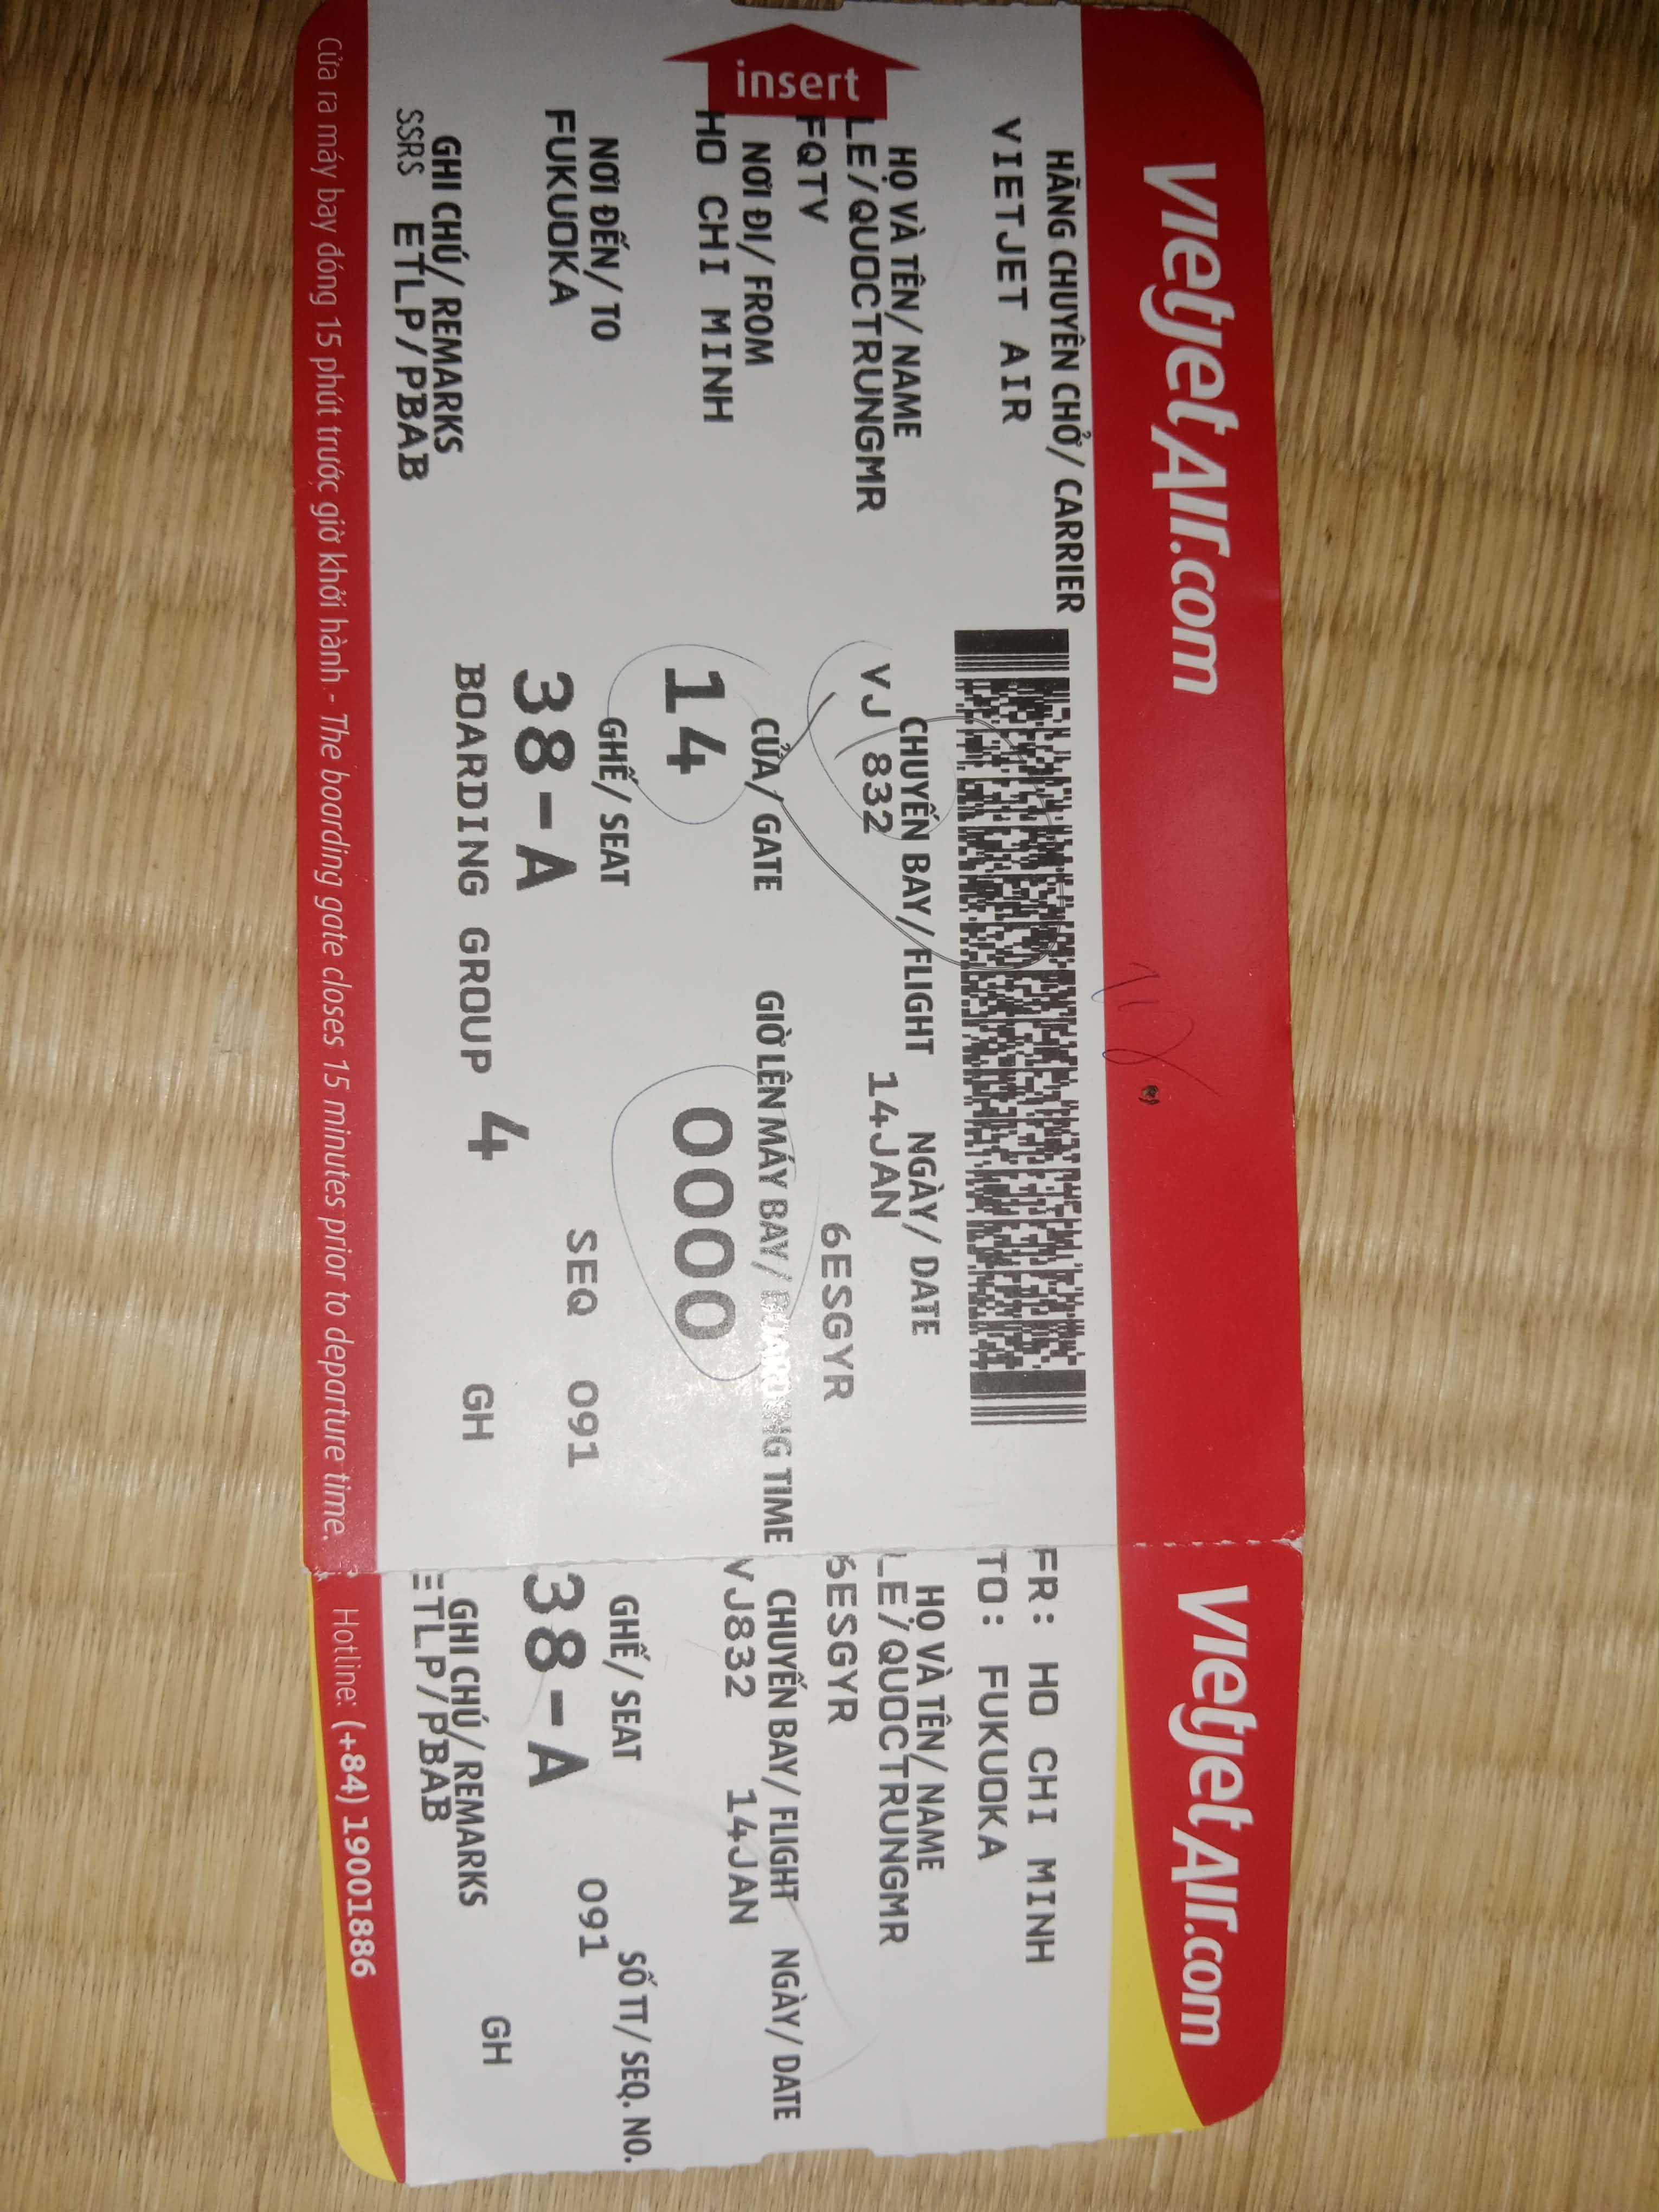 VietjetAir.com
HÃNG CHUYÊN CHỞ/ CARRIER
VIETJET AIR
HỌ VÀ TÊN/ NAME
LE/QUOCTRUNGMR
FQTV
insert
NƠI ĐI/ FROM
HO CHI MINH
NƠI ĐẾN/ TO
FUKUOKA
GHI CHÚ/ REMARKS
SSRS ETLP/PBAB
CHUYẾN BAY/ FLIGHT NGÀY/ DATE
VJ 832 14JAN
6ESGYR
CỬA/ GATE GIỜ LÊN MÁY BAY/ BOARDING TIME
14 0000
GHẾ/ SEAT
38-A SEQ 091
BOARDING GROUP 4 GH
Cửa ra máy bay đóng 15 phút trước giờ khởi hành - The boarding gate closes 15 minutes prior to departure time.
VietjetAir.com
FR: HO CHI MINH
TO: FUKUOKA
HỌ VÀ TÊN/ NAME
LE/QUOCTRUNGMR
6ESGYR
CHUYẾN BAY/ FLIGHT NGÀY/ DATE
VJ832 14JAN
GHẾ/ SEAT SỐ TT/ SEQ. NO.
38-A 091
GHI CHÚ/ REMARKS
ETLP/PBAB GH
Hotline: (+84) 19001886